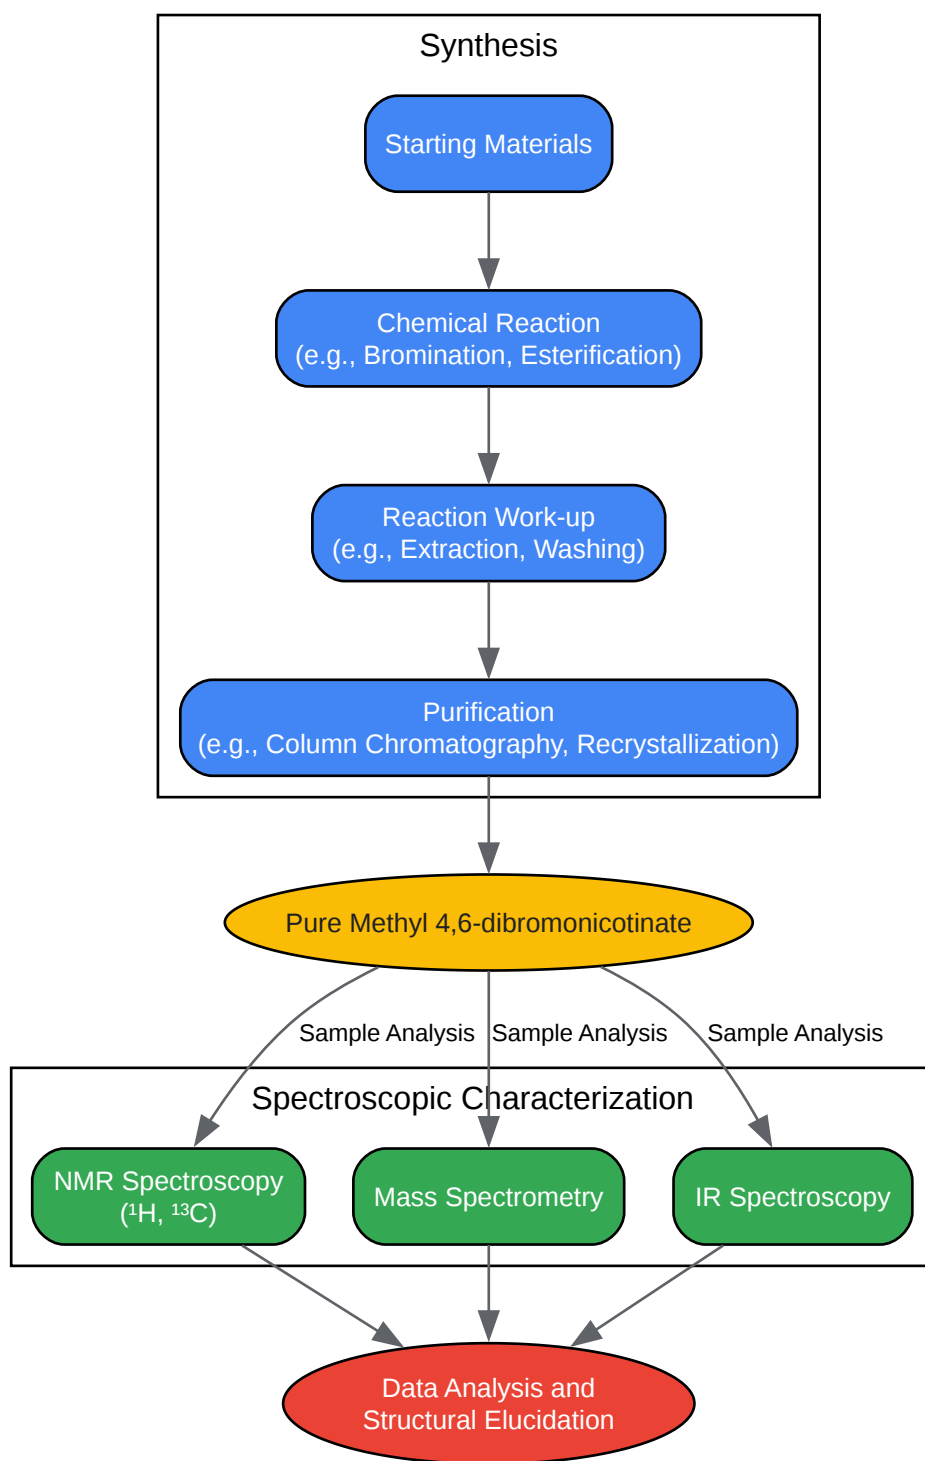 Synthesis
Starting Materials
Chemical Reaction
(e.g., Bromination, Esterification)
Reaction Work-up
(e.g., Extraction, Washing)
Purification
(e.g., Column Chromatography, Recrystallization)
Pure Methyl 4,6-dibromonicotinate
Sample Analysis
Sample Analysis
Sample Analysis
Spectroscopic Characterization
NMR Spectroscopy
(¹H, ¹³C)
Mass Spectrometry
IR Spectroscopy
Data Analysis and
Structural Elucidation